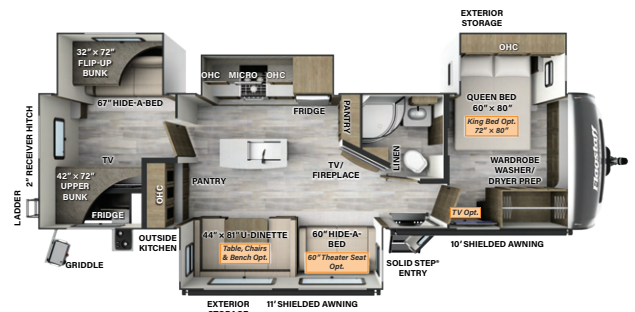 EXTERIOR
STORAGE
32" x 72"
FLIP-UP
BUNK
OHC
MICRO
OHC
OHC
67" HIDE-A-BED
FRIDGE
PANTRY
QUEEN BED
60" x 80"
King Bed Opt.
72" x 80"
2" RECEIVER HITCH
TV
LINEN
TV/
FIREPLACE
WARDROBE
WASHER/
DRYER PREP
Flagstaff
42" x 72"
UPPER
BUNK
PANTRY
OHC
LADDER
FRIDGE
TV Opt.
OUTSIDE
KITCHEN
44" x 81" U-DINETTE
Table, Chairs
& Bench Opt.
60" HIDE-A-
BED
60" Theater Seat
Opt.
10' SHIELDED AWNING
GRIDDLE
SOLID STEP®
ENTRY
EXTERIOR
STORAGE
11' SHIELDED AWNING